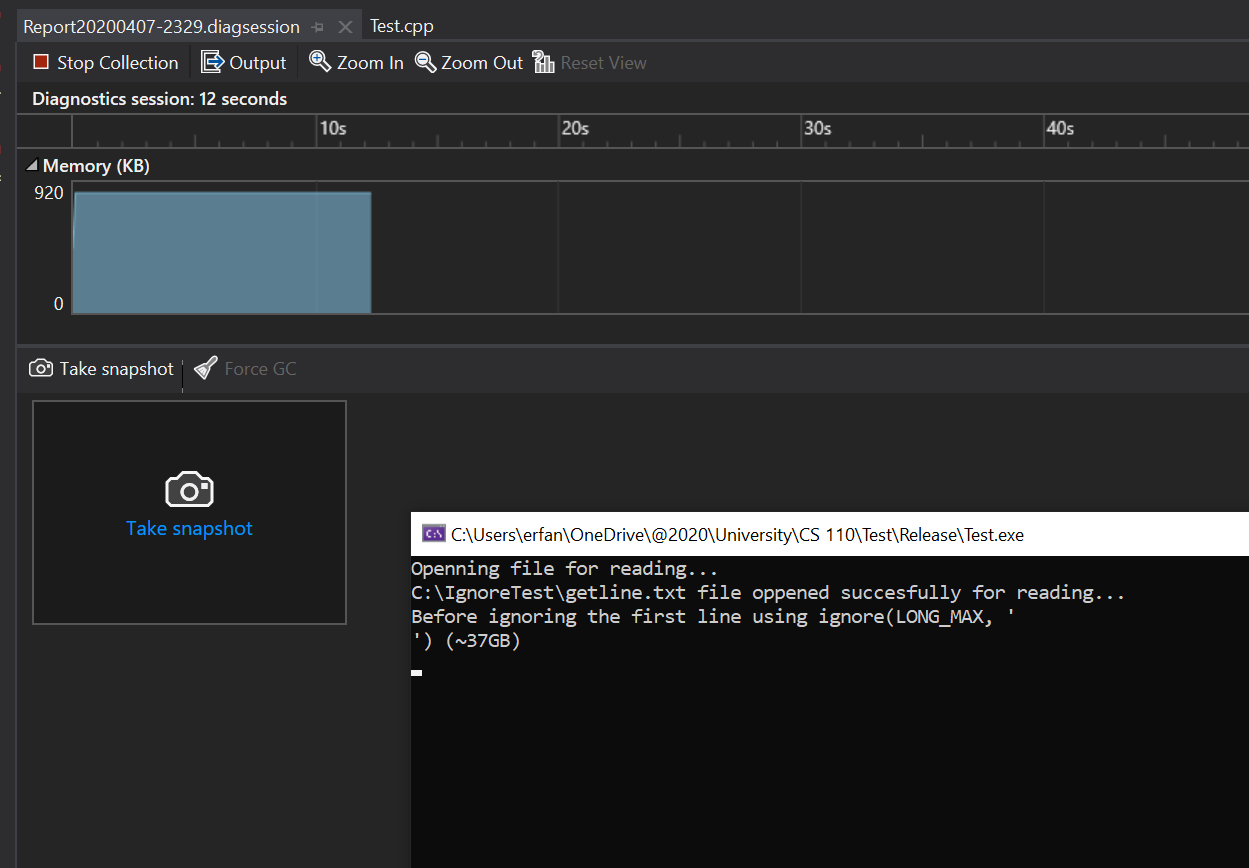 Report20200407-2329.diagsession Test.cpp
Stop Collection Output Zoom In Zoom Out Reset View
Diagnostics session: 12 seconds
10s 20s 30s 40s
Memory (KB)
920
0
Take snapshot Force GC
Take snapshot
C:\Users\erfan\OneDrive\@2020\University\CS 110\Test\Release\Test.exe
Openning file for reading...
C:\IgnoreTest\getline.txt file oppened succesfully for reading...
Before ignoring the first line using ignore(LONG_MAX, '
') (~37GB)